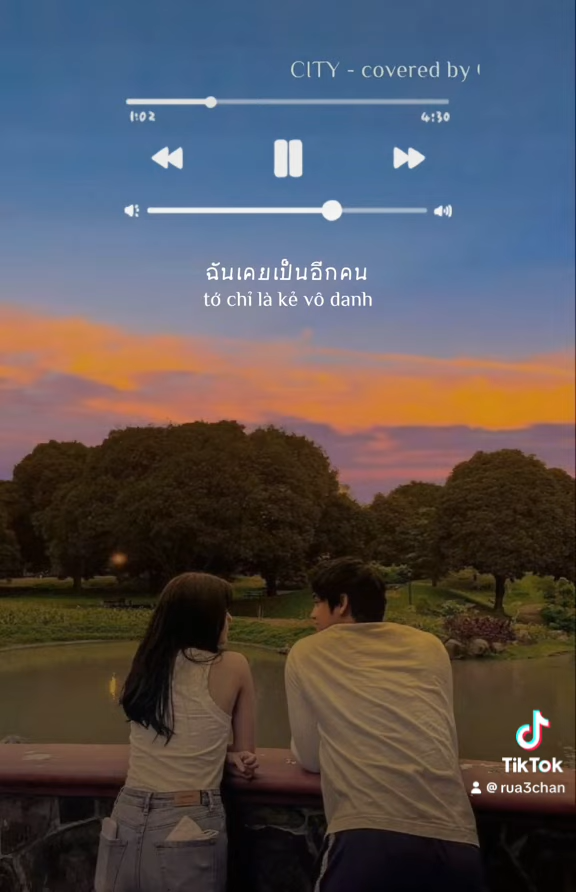 CITY - covered by
1:02
4:30
ฉันเคยเป็นอีกคน
tớ chỉ là kẻ vô danh
TikTok
@rua3chan